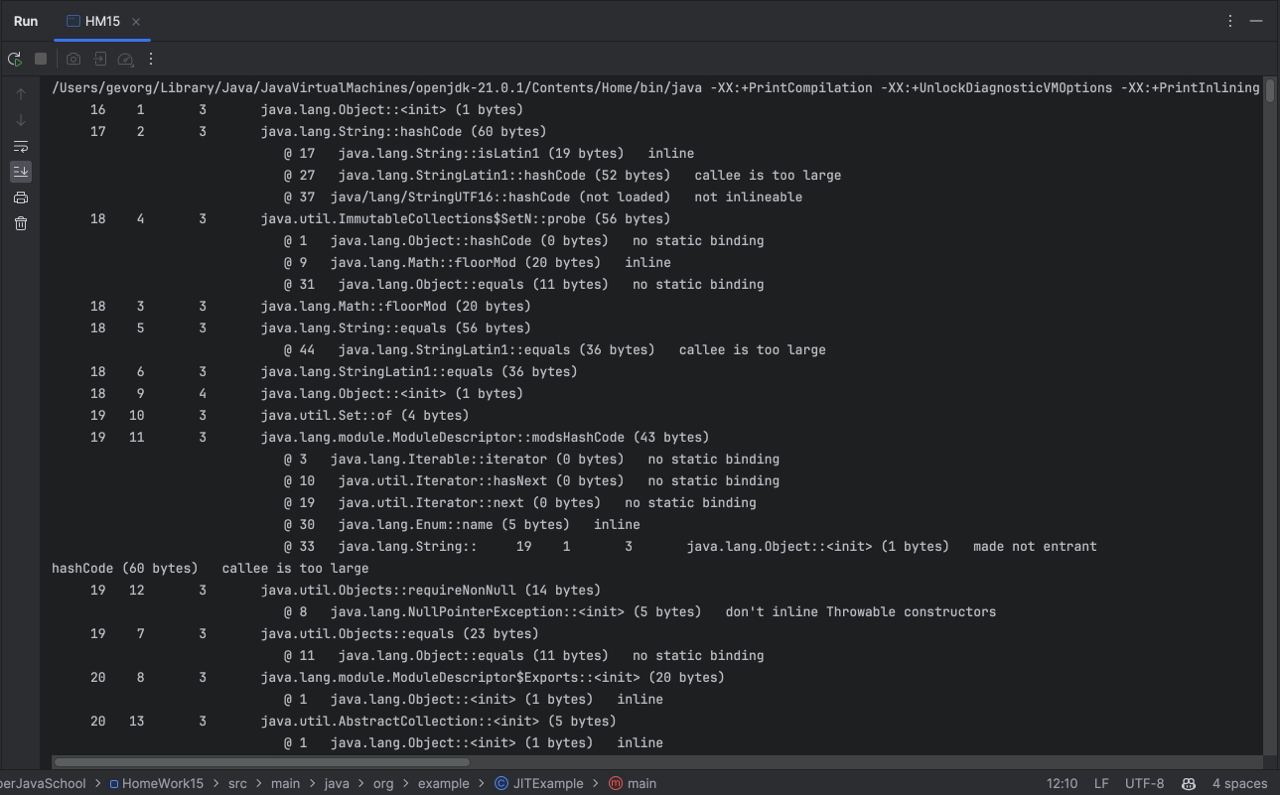 Run HM15
/Users/gevorg/Library/Java/JavaVirtualMachines/openjdk-21.0.1/Contents/Home/bin/java -XX:+PrintCompilation -XX:+UnlockDiagnosticVMOptions -XX:+PrintInlining
16 1 3 java.lang.Object::<init> (1 bytes)
17 2 3 java.lang.String::hashCode (60 bytes)
@ 17 java.lang.String::isLatin1 (19 bytes) inline
@ 27 java.lang.StringLatin1::hashCode (52 bytes) callee is too large
@ 37 java/lang/StringUTF16::hashCode (not loaded) not inlineable
18 4 3 java.util.ImmutableCollections$SetN::probe (56 bytes)
@ 1 java.lang.Object::hashCode (0 bytes) no static binding
@ 9 java.lang.Math::floorMod (20 bytes) inline
@ 31 java.lang.Object::equals (11 bytes) no static binding
18 3 3 java.lang.Math::floorMod (20 bytes)
18 5 3 java.lang.String::equals (56 bytes)
@ 44 java.lang.StringLatin1::equals (36 bytes) callee is too large
18 6 3 java.lang.StringLatin1::equals (36 bytes)
18 9 4 java.lang.Object::<init> (1 bytes)
19 10 3 java.util.Set::of (4 bytes)
19 11 3 java.lang.module.ModuleDescriptor::modsHashCode (43 bytes)
@ 3 java.lang.Iterable::iterator (0 bytes) no static binding
@ 10 java.util.Iterator::hasNext (0 bytes) no static binding
@ 19 java.util.Iterator::next (0 bytes) no static binding
@ 30 java.lang.Enum::name (5 bytes) inline
@ 33 java.lang.String:: 19 1 3 java.lang.Object::<init> (1 bytes) made not entrant
hashCode (60 bytes) callee is too large
19 12 3 java.util.Objects::requireNonNull (14 bytes)
@ 8 java.lang.NullPointerException::<init> (5 bytes) don't inline Throwable constructors
19 7 3 java.util.Objects::equals (23 bytes)
@ 11 java.lang.Object::equals (11 bytes) no static binding
20 8 3 java.lang.module.ModuleDescriptor$Exports::<init> (20 bytes)
@ 1 java.lang.Object::<init> (1 bytes) inline
20 13 3 java.util.AbstractCollection::<init> (5 bytes)
@ 1 java.lang.Object::<init> (1 bytes) inline
perJavaSchool > HomeWork15 > src > main > java > org > example > JITExample > main 12:10 LF UTF-8 4 spaces